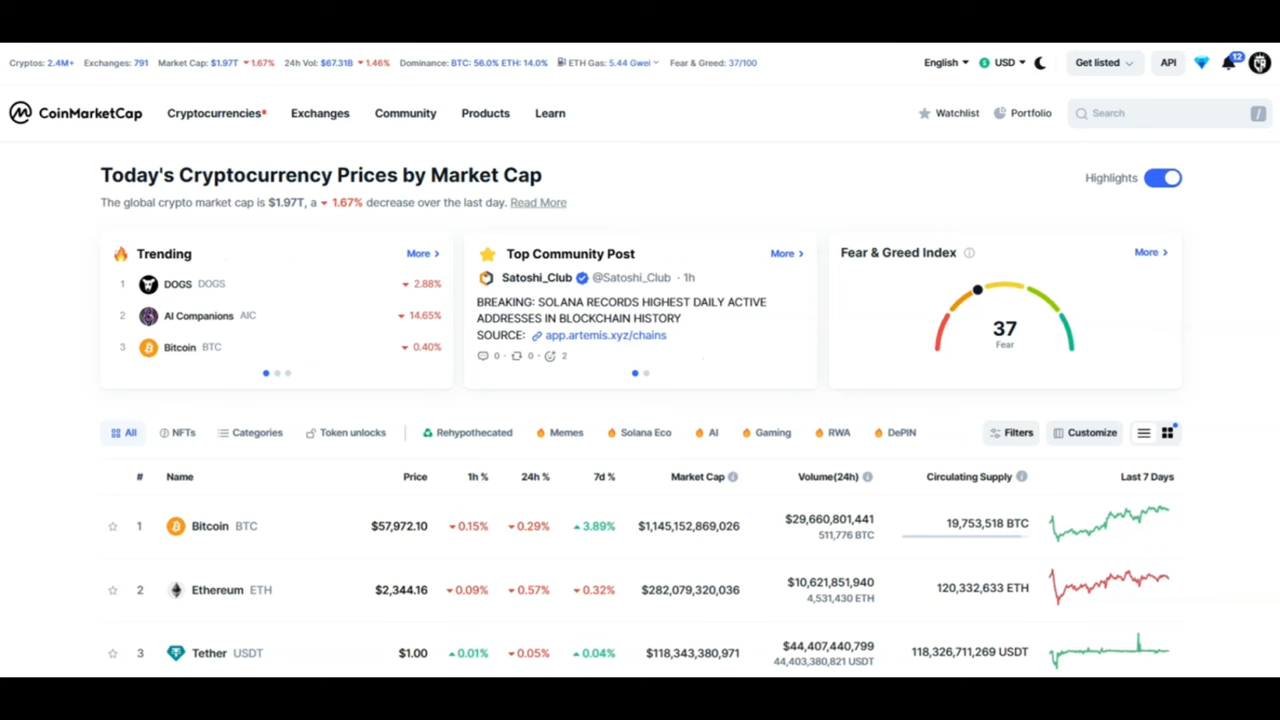 Cryptos: 2.4M+ Exchanges: 791 Market Cap: $1.97T 1.67% 24h Vol: $67.31B 1.46% Dominance: BTC: 56.0% ETH: 14.0% ETH Gas: 5.44 Gwei Fear & Greed: 37/100 English USD Get listed API 12
CoinMarketCap Cryptocurrencies Exchanges Community Products Learn Watchlist Portfolio Search /
Today's Cryptocurrency Prices by Market Cap
Highlights
The global crypto market cap is $1.97T, a 1.67% decrease over the last day. Read More
Trending More >
1 DOGS DOGS 2.88%
2 AI Companions AIC 14.65%
3 Bitcoin BTC 0.40%
Top Community Post More >
Satoshi_Club @Satoshi_Club · 1h
BREAKING: SOLANA RECORDS HIGHEST DAILY ACTIVE
ADDRESSES IN BLOCKCHAIN HISTORY
SOURCE: app.artemis.xyz/chains
0 · 0 · 2
Fear & Greed Index More >
37
Fear
All NFTs Categories Token unlocks Rehypothecated Memes Solana Eco AI Gaming RWA DePIN Filters Customize
# Name Price 1h % 24h % 7d % Market Cap Volume(24h) Circulating Supply Last 7 Days
1 Bitcoin BTC $57,972.10 0.15% 0.29% 3.89% $1,145,152,869,026 $29,660,801,441 19,753,518 BTC
511,776 BTC
2 Ethereum ETH $2,344.16 0.09% 0.57% 0.32% $282,079,320,036 $10,621,851,940 120,332,633 ETH
4,531,430 ETH
3 Tether USDT $1.00 0.01% 0.05% 0.04% $118,343,380,971 $44,407,440,799 118,326,711,269 USDT
44,403,380,821 USDT